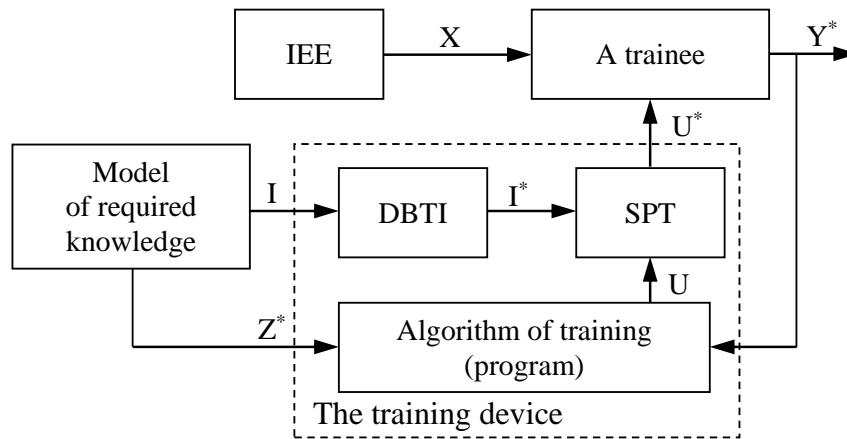 IEE
X
A trainee
Y*
U*
Model
of required
knowledge
I
DBTI
I*
SPT
U
Z*
Algorithm of training
(program)
The training device